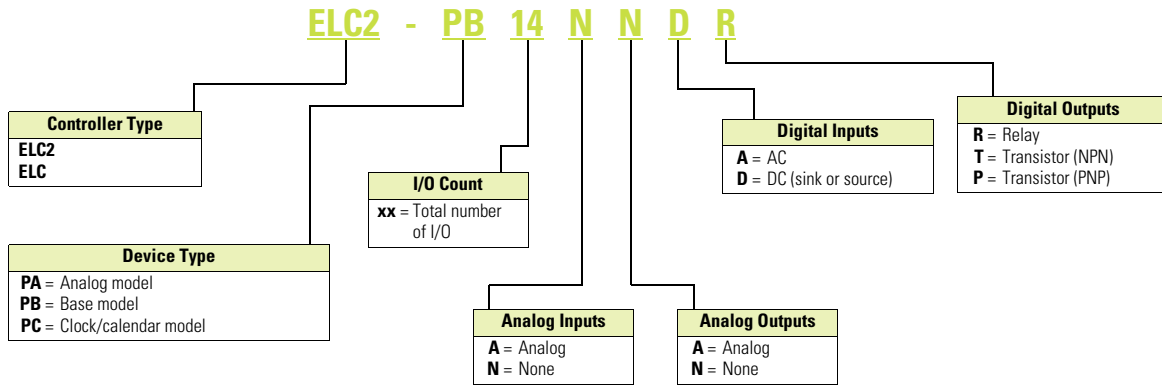 ELC2 - PB 14 N N D R
Controller Type
ELC2
ELC
Device Type
PA = Analog model
PB = Base model
PC = Clock/calendar model
I/O Count
xx = Total number
of I/O
Analog Inputs
A = Analog
N = None
Analog Outputs
A = Analog
N = None
Digital Inputs
A = AC
D = DC (sink or source)
Digital Outputs
R = Relay
T = Transistor (NPN)
P = Transistor (PNP)